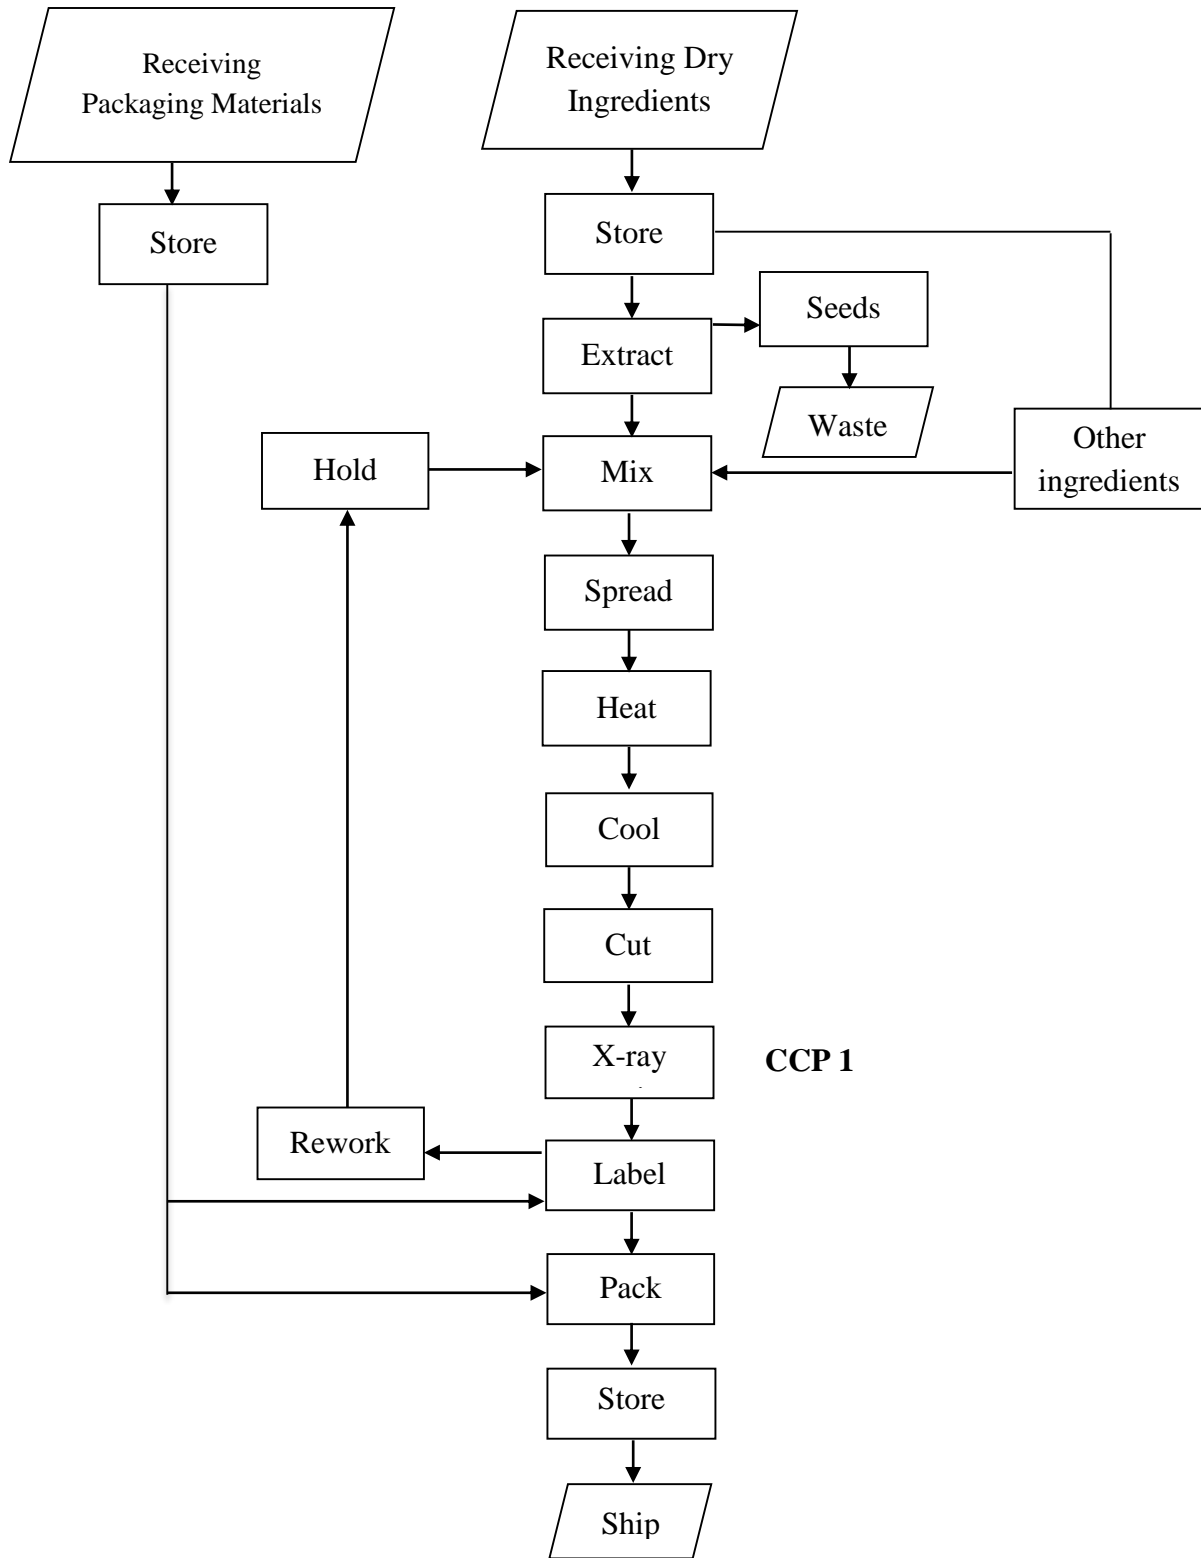 Receiving
Packaging Materials
Receiving Dry
Ingredients
Store
Store
Seeds
Extract
Waste
Other
ingredients
Hold
Mix
Spread
Heat
Cool
Cut
X-ray
CCP 1
Rework
Label
Pack
Store
Ship